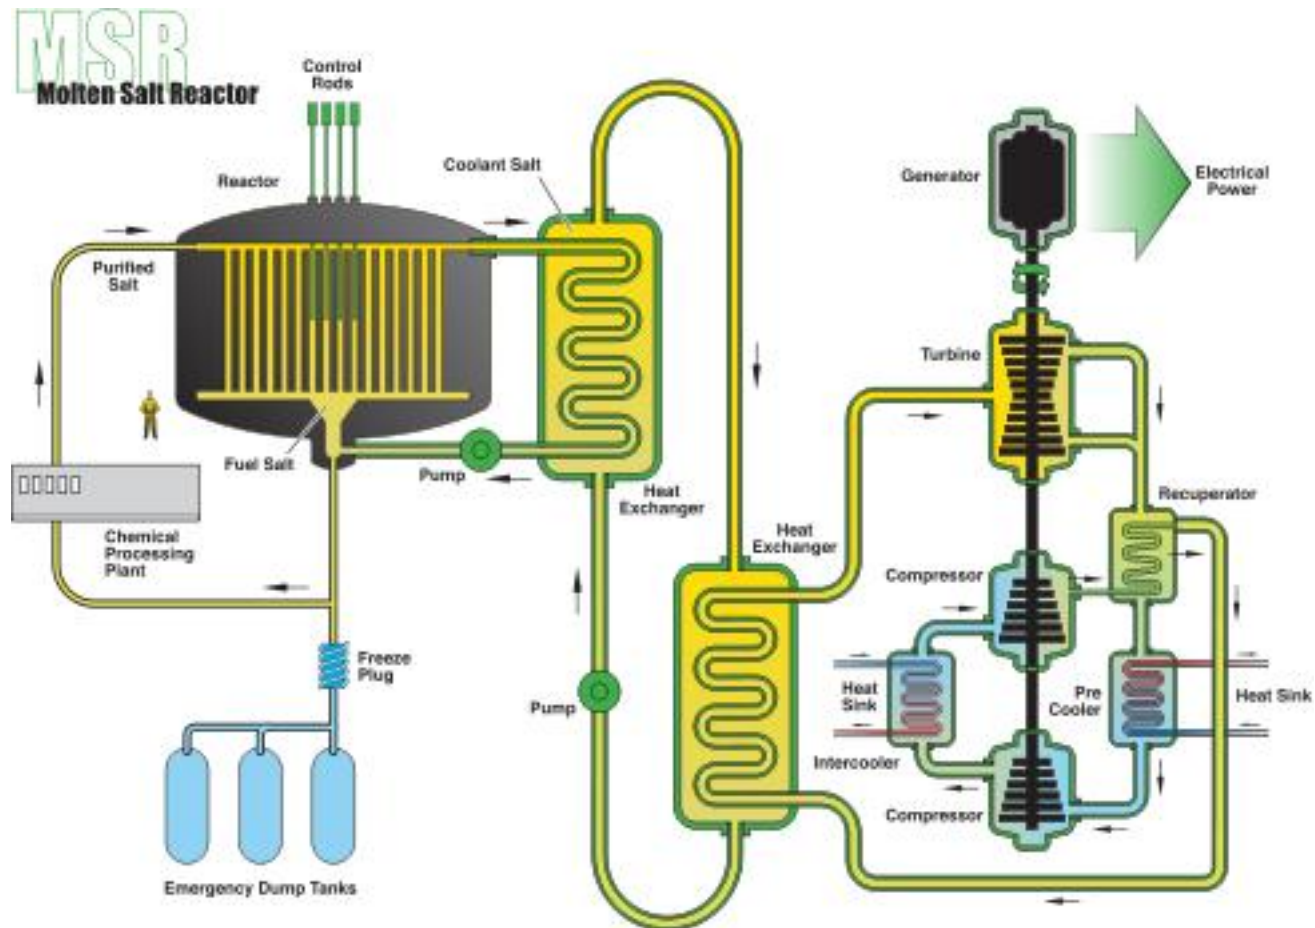 MSR
Molten Salt Reactor
Control
Rods
Reactor
Coolant Salt
Generator
Electrical
Power
Purified
Salt
Turbine
Fuel Salt
Pump
Heat
Exchanger
Recuperator
Chemical
Processing
Plant
Heat
Exchanger
Compressor
Freeze
Plug
Pump
Heat
Sink
Pre
Cooler
Heat Sink
Intercooler
Compressor
Emergency Dump Tanks